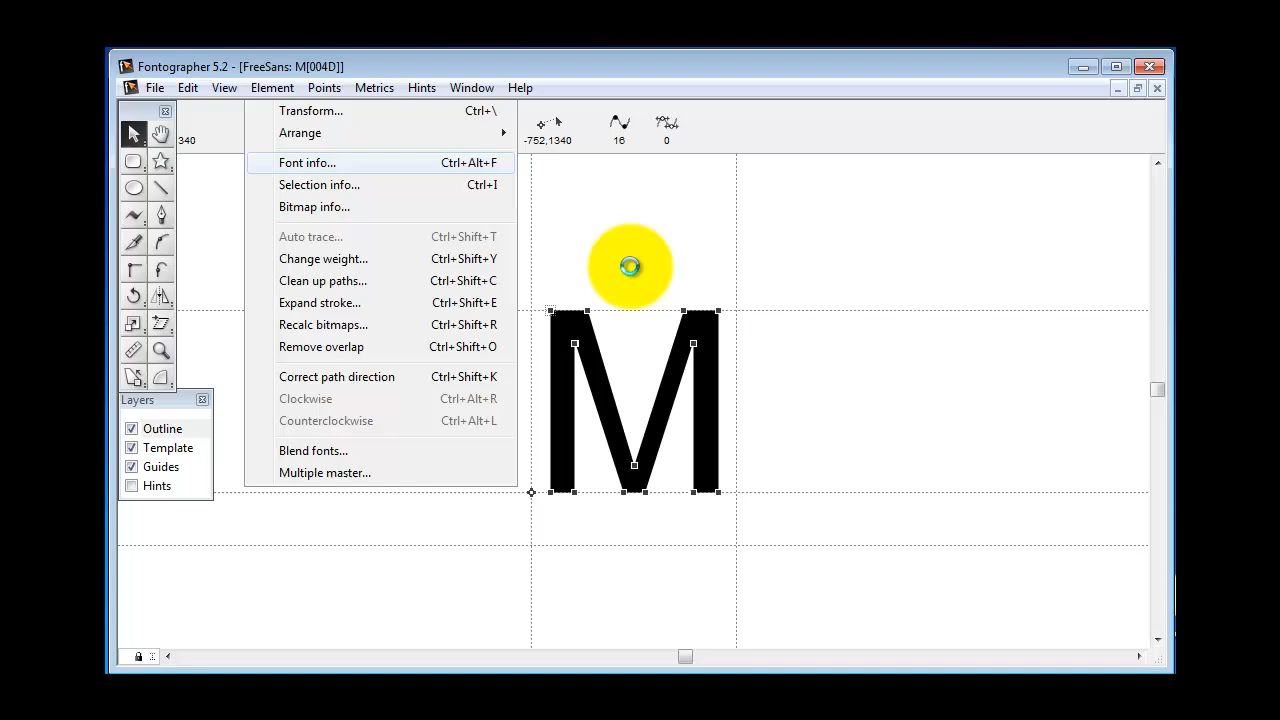 Fontographer 5.2 - [FreeSans: M[004D]]
File Edit View Element Points Metrics Hints Window Help
340
-752,1340 16 0
Transform... Ctrl+\
Arrange
Font info... Ctrl+Alt+F
Selection info... Ctrl+I
Bitmap info...
Auto trace... Ctrl+Shift+T
Change weight... Ctrl+Shift+Y
Clean up paths... Ctrl+Shift+C
Expand stroke... Ctrl+Shift+E
Recalc bitmaps... Ctrl+Shift+R
Remove overlap Ctrl+Shift+O
Correct path direction Ctrl+Shift+K
Clockwise Ctrl+Alt+R
Counterclockwise Ctrl+Alt+L
Blend fonts...
Multiple master...
Layers
Outline
Template
Guides
Hints
M